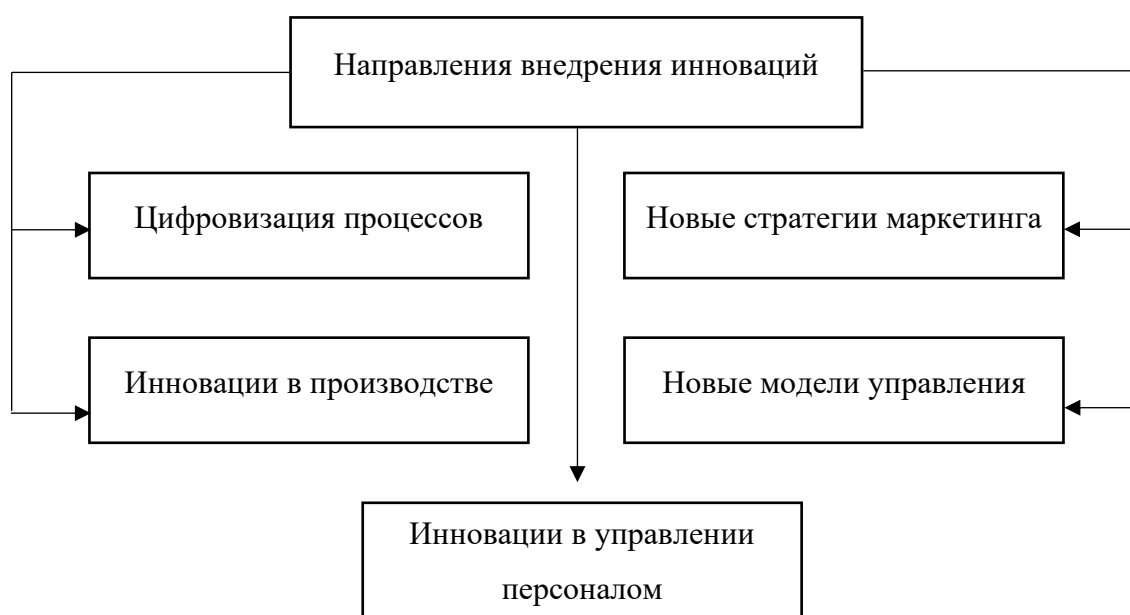 Направления внедрения инноваций
Цифровизация процессов
Новые стратегии маркетинга
Инновации в производстве
Новые модели управления
Инновации в управлении
персоналом